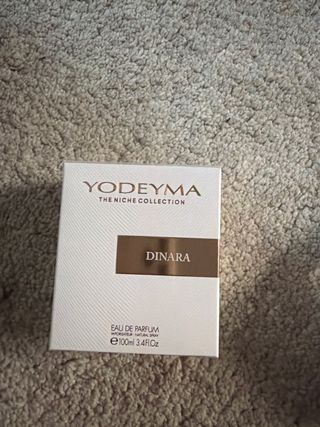 YODEYMA
THE NICHE COLLECTION
DINARA
EAU DE PARFUM
VAPORISATEUR - NATURAL SPRAY
℮100ml 3.4fl.Oz